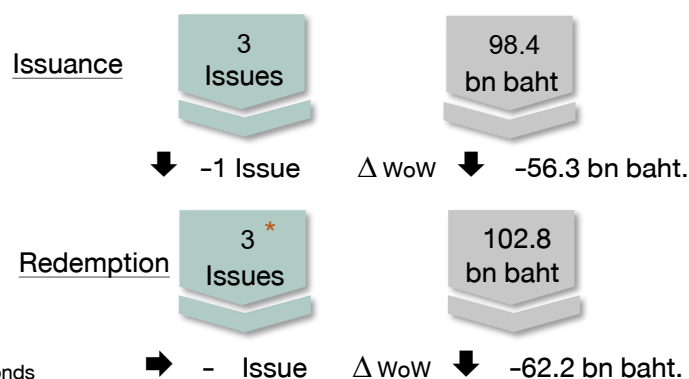 Issuance
3
Issues
98.4
bn baht
-1 Issue Δ WoW -56.3 bn baht.
Redemption
3 *
Issues
102.8
bn baht
- Issue Δ WoW -62.2 bn baht.